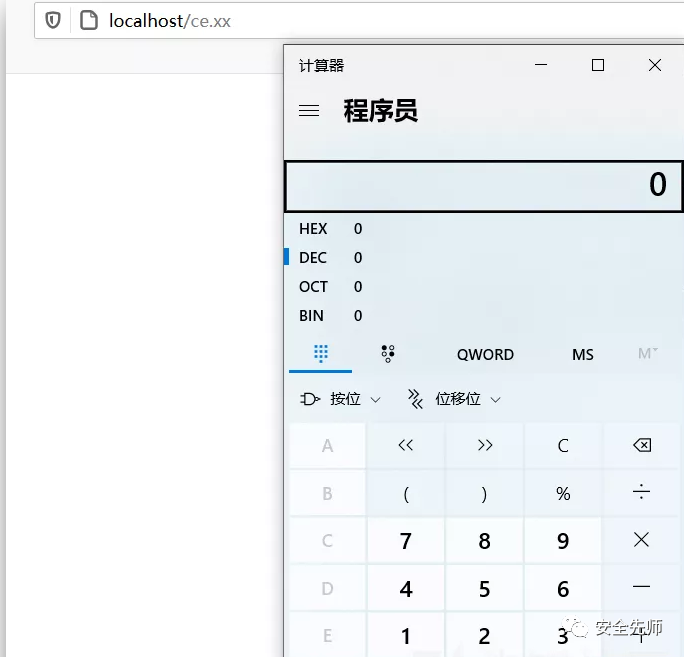 localhost/ce.xx
计算器
程序员
0
HEX 0
DEC 0
OCT 0
BIN 0
QWORD MS M
按位 位移位
A << >> C
B ( ) %  ÷
C 7 8 9 ×
D 4 5 6 −
E 1 2 3 +
安全先师